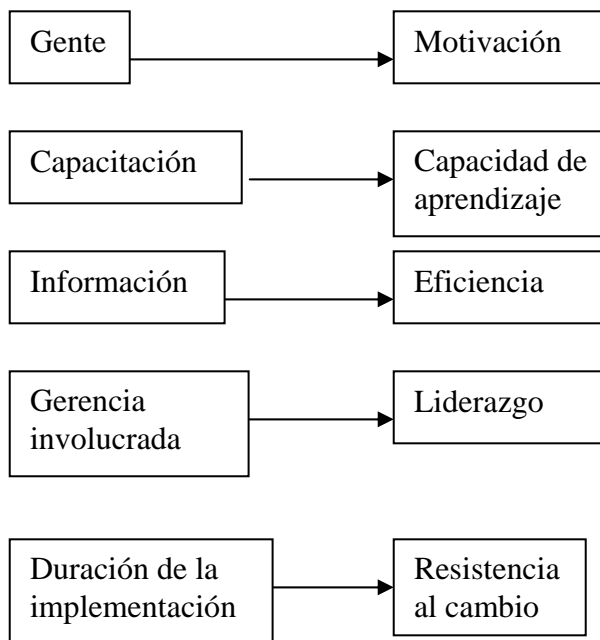 Gente
Motivación
Capacitación
Capacidad de
aprendizaje
Información
Eficiencia
Gerencia
involucrada
Liderazgo
Duración de la
implementación
Resistencia
al cambio